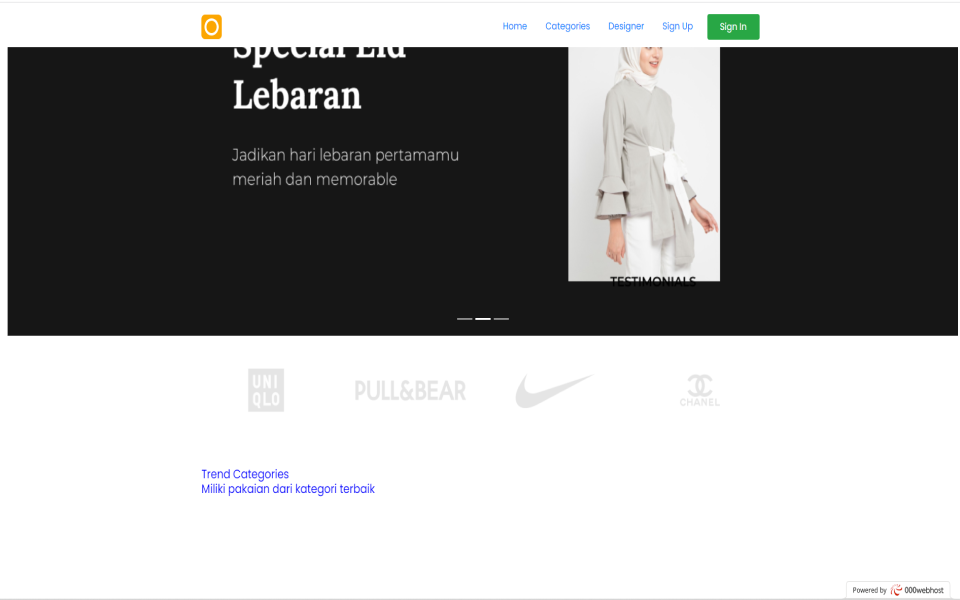 O
Home
Categories
Designer
Sign Up
Sign In
Special Eid
Lebaran
Jadikan hari lebaran pertamamu
meriah dan memorable
TESTIMONIALS
UNI
QLO
PULL&BEAR
CHANEL
Trend Categories
Miliki pakaian dari kategori terbaik
Powered by 000webhost